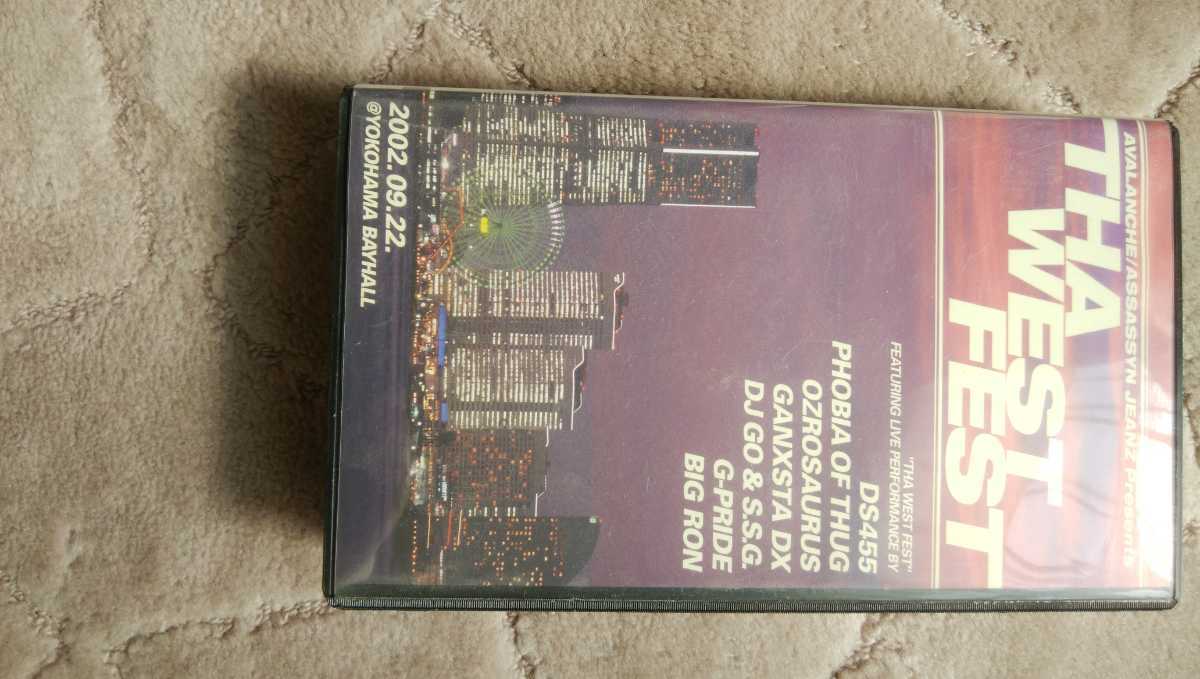 AVALANCHE/ASSASSYN JEANZ Presents
THA
WEST
FEST
"THA WEST FEST"
FEATURING LIVE PERFORMANCE BY
DS455
PHOBIA OF THUG
OZROSAURUS
GANXSTA DX
DJ GO & S.S.G.
G-PRIDE
BIG RON
2002. 09. 22.
@YOKOHAMA BAYHALL